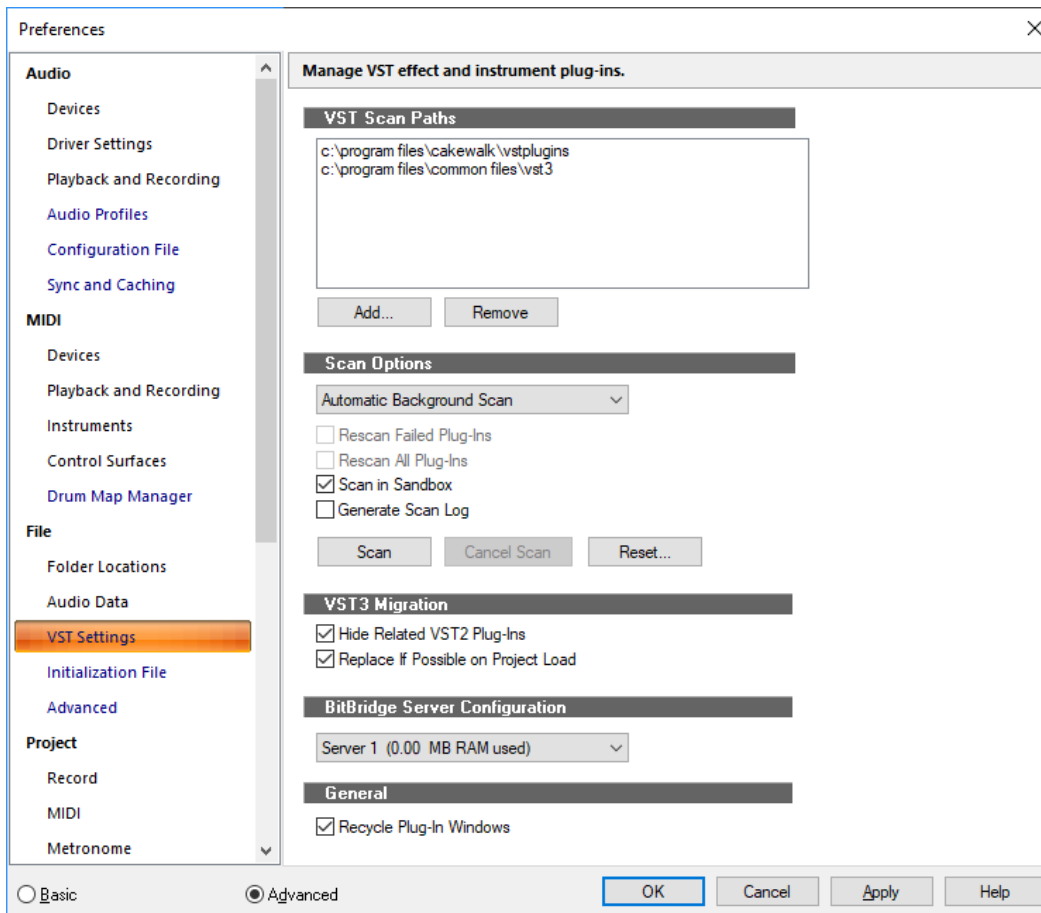 Preferences
Audio
Devices
Driver Settings
Playback and Recording
Audio Profiles
Configuration File
Sync and Caching
MIDI
Devices
Playback and Recording
Instruments
Control Surfaces
Drum Map Manager
File
Folder Locations
Audio Data
VST Settings
Initialization File
Advanced
Project
Record
MIDI
Metronome
Manage VST effect and instrument plug-ins.
VST Scan Paths
c:\program files\cakewalk\vstplugins
c:\program files\common files\vst3
Add... Remove
Scan Options
Automatic Background Scan
Rescan Failed Plug-Ins
Rescan All Plug-Ins
Scan in Sandbox
Generate Scan Log
Scan Cancel Scan Reset...
VST3 Migration
Hide Related VST2 Plug-Ins
Replace If Possible on Project Load
BitBridge Server Configuration
Server 1 (0.00 MB RAM used)
General
Recycle Plug-In Windows
Basic Advanced OK Cancel Apply Help